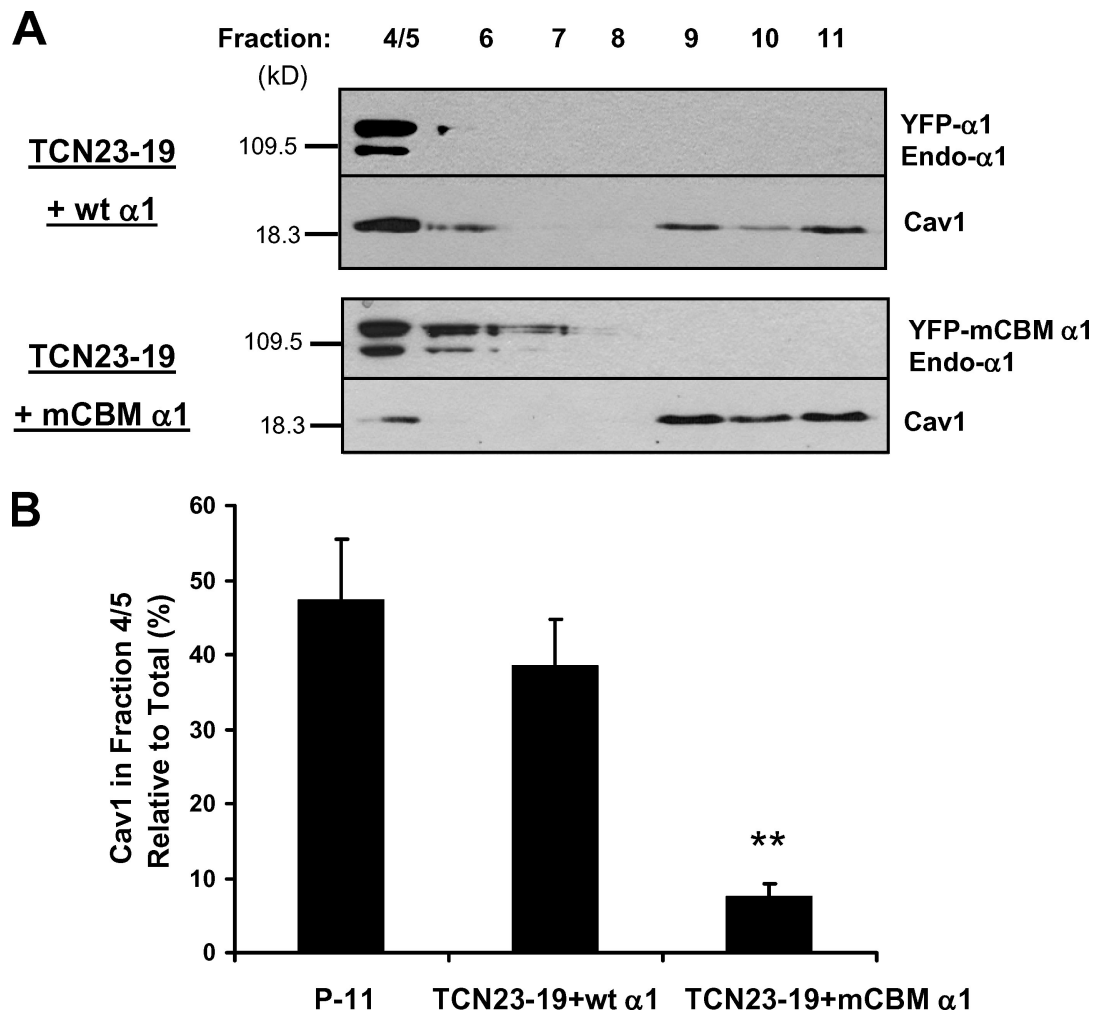 A
Fraction: 4/5 6 7 8 9 10 11
(kD)
TCN23-19
+ wt α1
109.5
18.3
YFP-α1
Endo-α1
Cav1
TCN23-19
+ mCBM α1
109.5
18.3
YFP-mCBM α1
Endo-α1
Cav1
B
Cav1 in Fraction 4/5
Relative to Total (%)
60
50
40
30
20
10
0
**
P-11
TCN23-19+wt α1
TCN23-19+mCBM α1